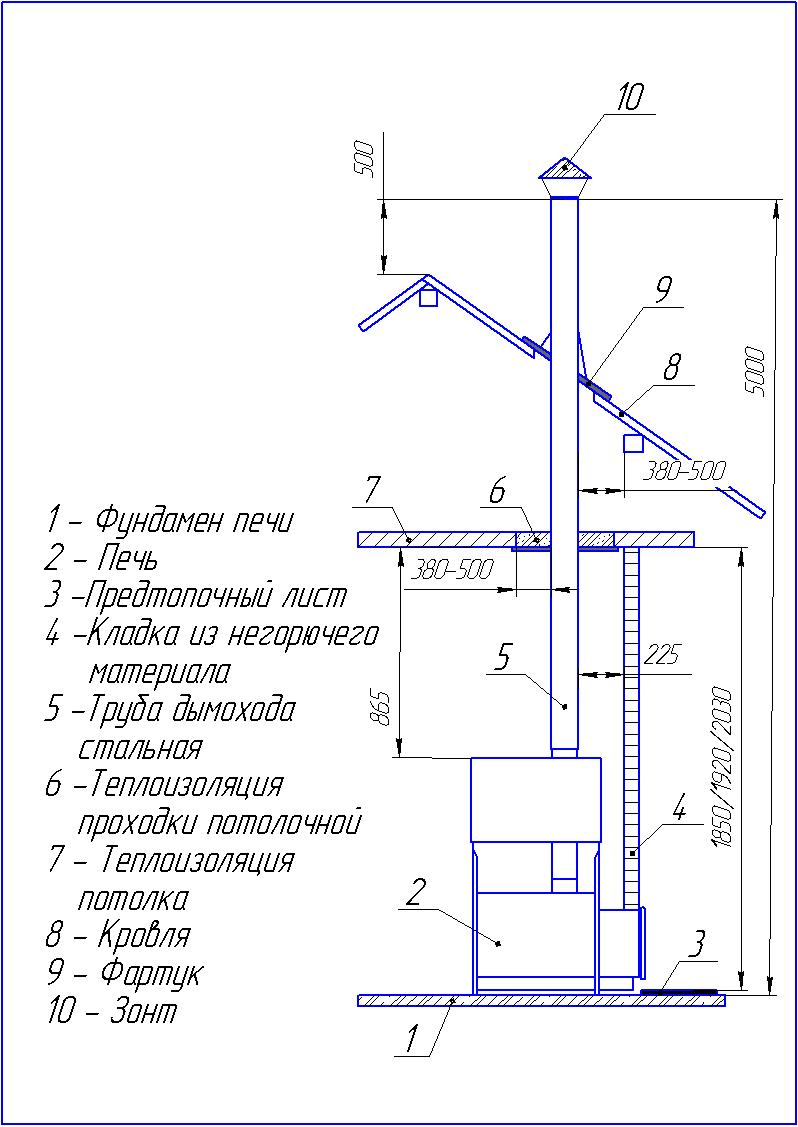 10
500
9
8
5000
380-500
7
6
380-500
5
225
865
1850/1920/2030
4
2
3
1
1 - Фундамен печи
2 - Печь
3 -Предтопочный лист
4 -Кладка из негорючего
материала
5 -Труба дымохода
стальная
6 -Теплоизоляция
проходки потолочной
7 - Теплоизоляция
потолка
8 - Кровля
9 - Фартук
10 - Зонт